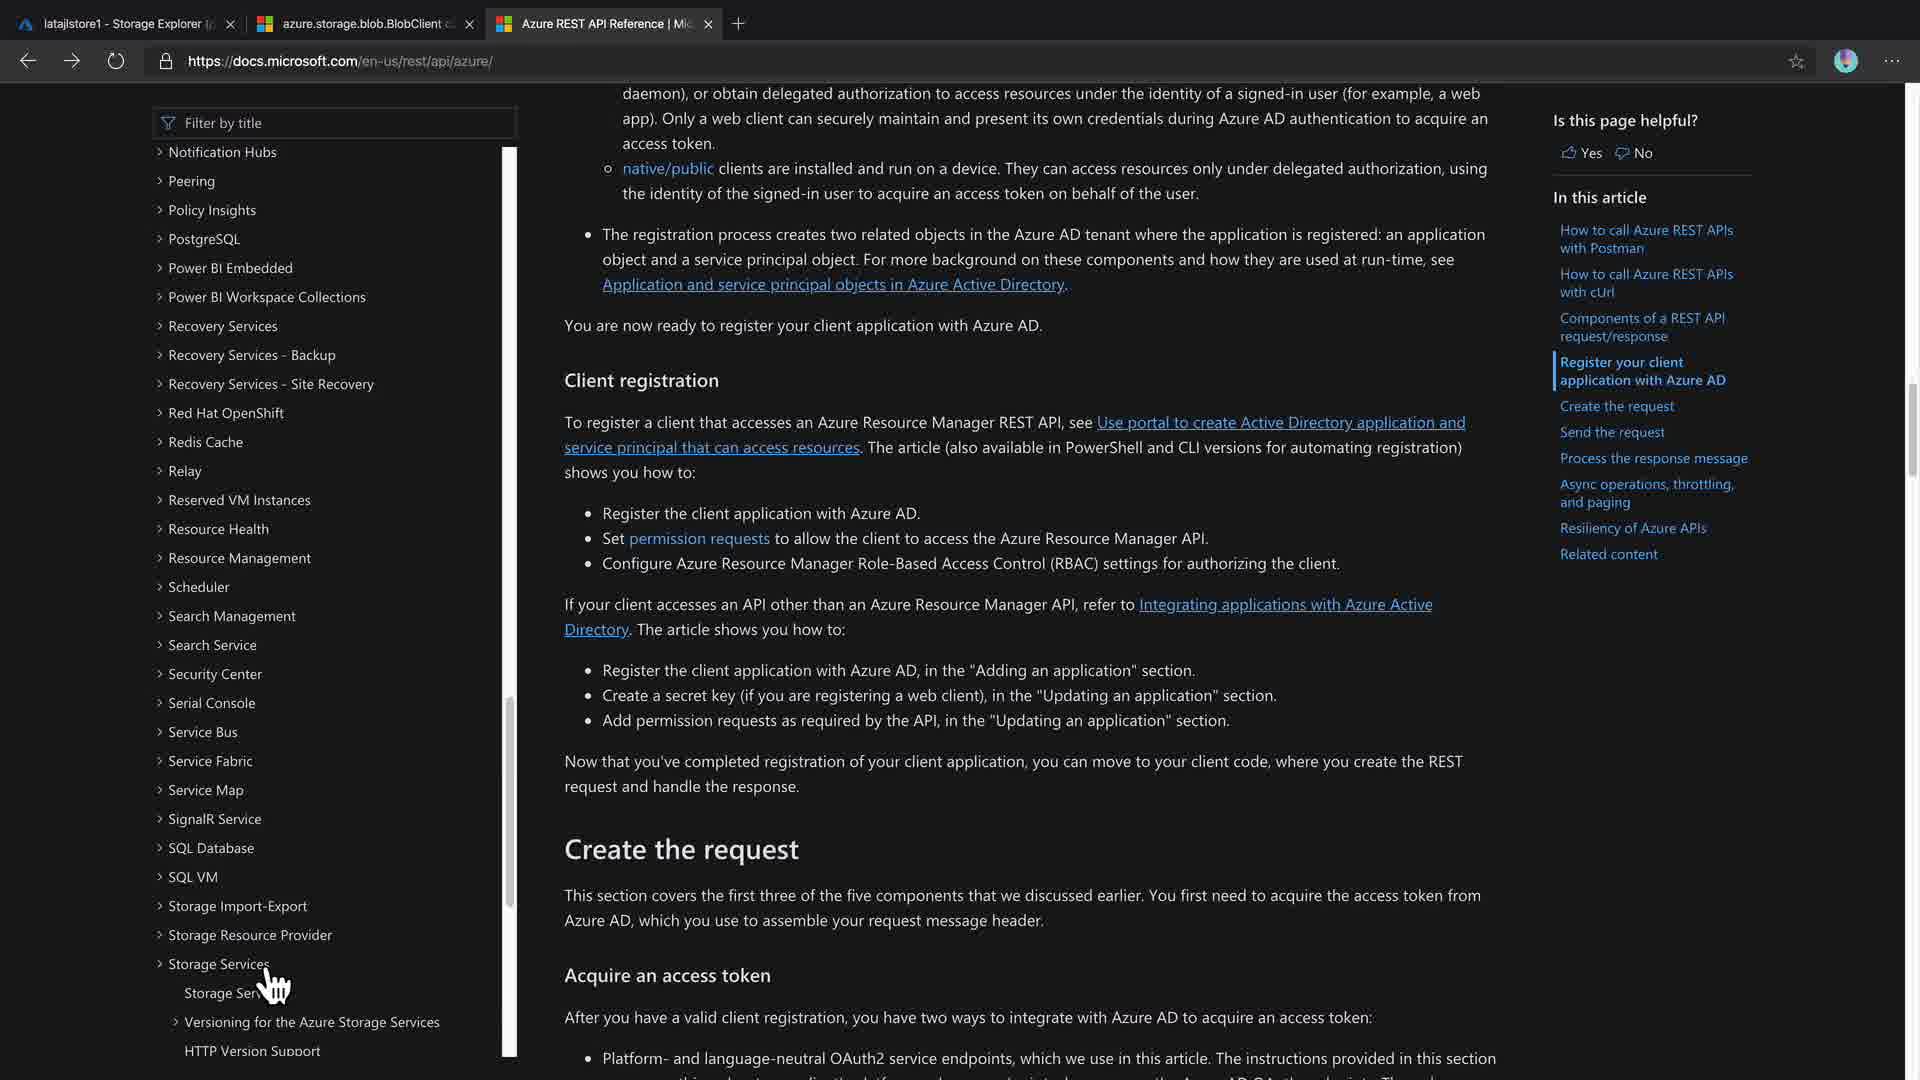 latajlstore1 - Storage Explorer
azure.storage.blob.BlobClient
Azure REST API Reference | Mic
https://docs.microsoft.com/en-us/rest/api/azure/
Filter by title
Notification Hubs
Peering
Policy Insights
PostgreSQL
Power BI Embedded
Power BI Workspace Collections
Recovery Services
Recovery Services - Backup
Recovery Services - Site Recovery
Red Hat OpenShift
Redis Cache
Relay
Reserved VM Instances
Resource Health
Resource Management
Scheduler
Search Management
Search Service
Security Center
Serial Console
Service Bus
Service Fabric
Service Map
SignalR Service
SQL Database
SQL VM
Storage Import-Export
Storage Resource Provider
Storage Services
Storage Ser
Versioning for the Azure Storage Services
HTTP Version Support
daemon), or obtain delegated authorization to access resources under the identity of a signed-in user (for example, a web
app). Only a web client can securely maintain and present its own credentials during Azure AD authentication to acquire an
access token.
native/public clients are installed and run on a device. They can access resources only under delegated authorization, using
the identity of the signed-in user to acquire an access token on behalf of the user.
The registration process creates two related objects in the Azure AD tenant where the application is registered: an application
object and a service principal object. For more background on these components and how they are used at run-time, see
Application and service principal objects in Azure Active Directory.
You are now ready to register your client application with Azure AD.
Client registration
To register a client that accesses an Azure Resource Manager REST API, see Use portal to create Active Directory application and
service principal that can access resources. The article (also available in PowerShell and CLI versions for automating registration)
shows you how to:
Register the client application with Azure AD.
Set permission requests to allow the client to access the Azure Resource Manager API.
Configure Azure Resource Manager Role-Based Access Control (RBAC) settings for authorizing the client.
If your client accesses an API other than an Azure Resource Manager API, refer to Integrating applications with Azure Active
Directory. The article shows you how to:
Register the client application with Azure AD, in the "Adding an application" section.
Create a secret key (if you are registering a web client), in the "Updating an application" section.
Add permission requests as required by the API, in the "Updating an application" section.
Now that you've completed registration of your client application, you can move to your client code, where you create the REST
request and handle the response.
Create the request
This section covers the first three of the five components that we discussed earlier. You first need to acquire the access token from
Azure AD, which you use to assemble your request message header.
Acquire an access token
After you have a valid client registration, you have two ways to integrate with Azure AD to acquire an access token:
Platform- and language-neutral OAuth2 service endpoints, which we use in this article. The instructions provided in this section
Is this page helpful?
Yes No
In this article
How to call Azure REST APIs
with Postman
How to call Azure REST APIs
with cUrl
Components of a REST API
request/response
Register your client
application with Azure AD
Create the request
Send the request
Process the response message
Async operations, throttling,
and paging
Resiliency of Azure APIs
Related content